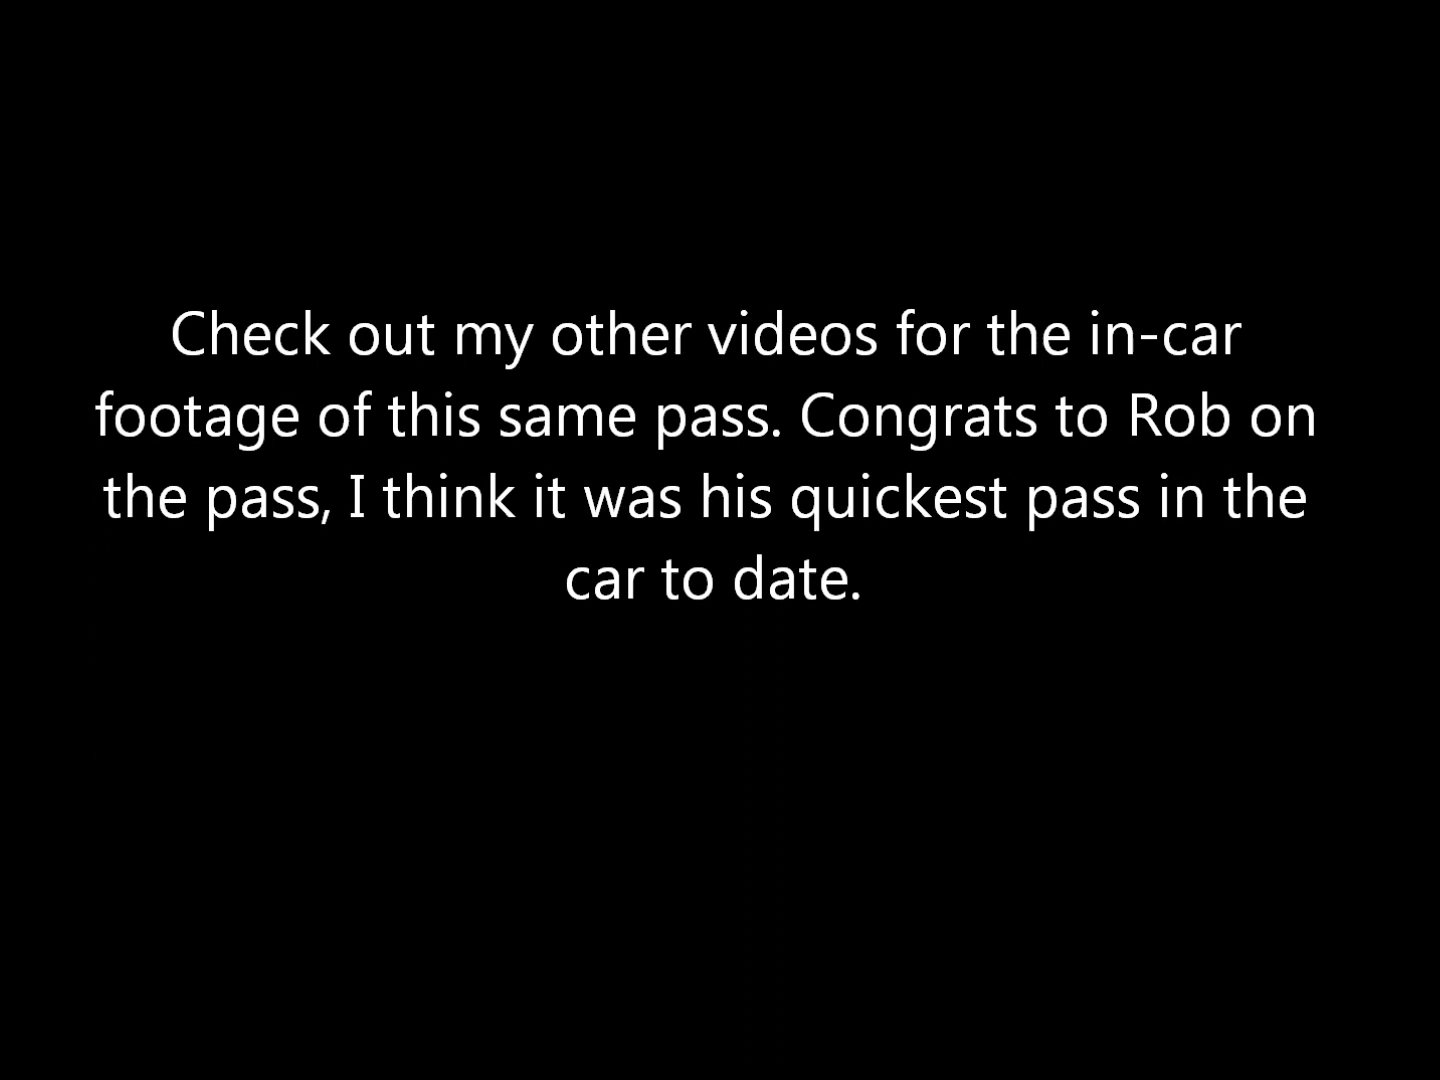 Check out my other videos for the in-car
footage of this same pass. Congrats to Rob on
the pass, I think it was his quickest pass in the
car to date.